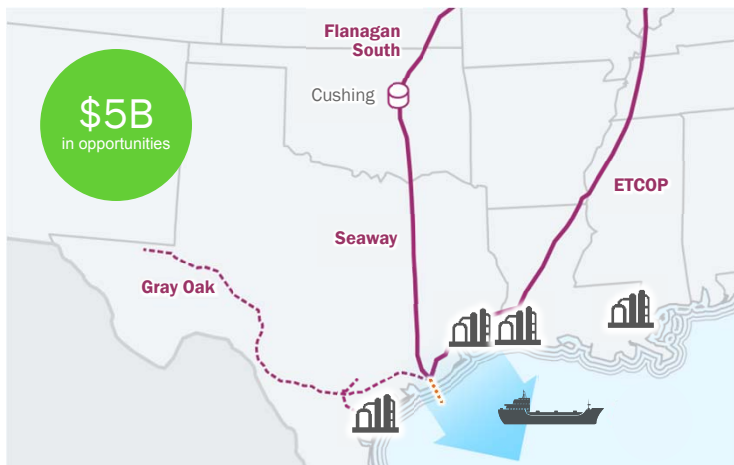 Flanagan
South
$5B
in opportunities
Cushing
ETCOP
Seaway
Gray Oak